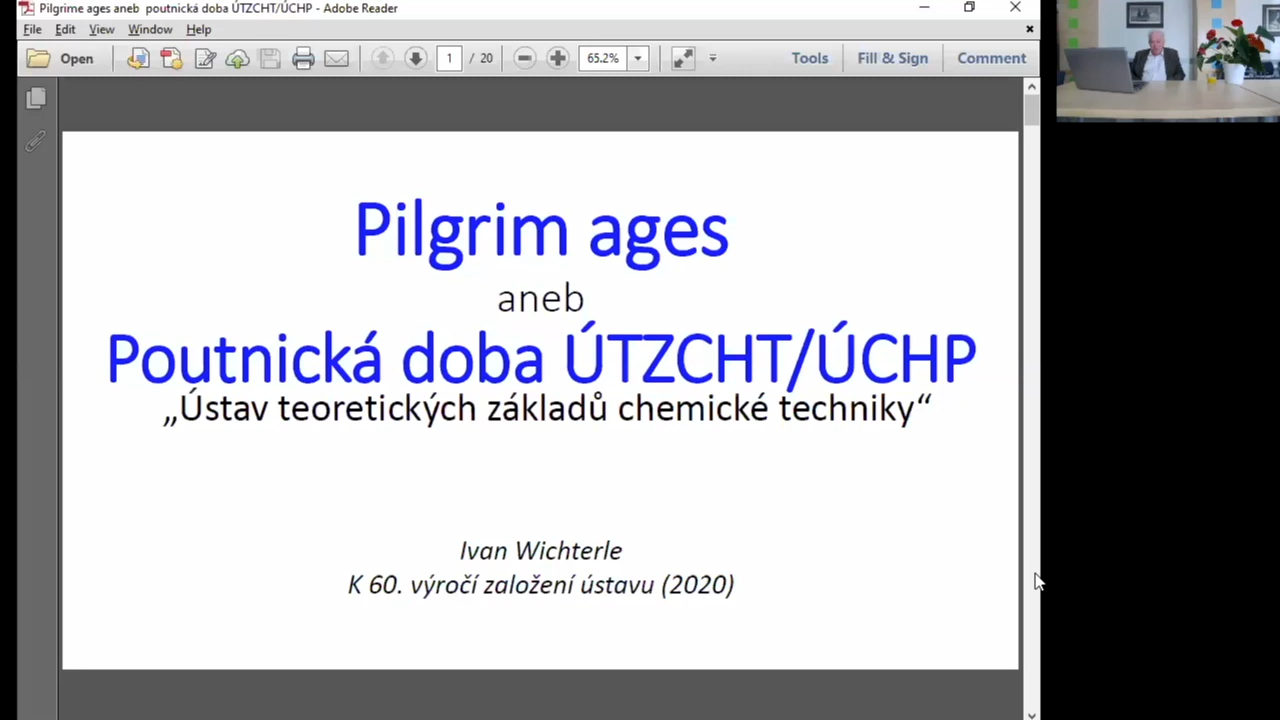 Pilgrime ages aneb  poutnická doba ÚTZCHT/ÚCHP - Adobe Reader
File Edit View Window Help
Open 1 / 20 65.2% Tools Fill & Sign Comment
Pilgrim ages
aneb
Poutnická doba ÚTZCHT/ÚCHP
„Ústav teoretických základů chemické techniky“
Ivan Wichterle
K 60. výročí založení ústavu (2020)